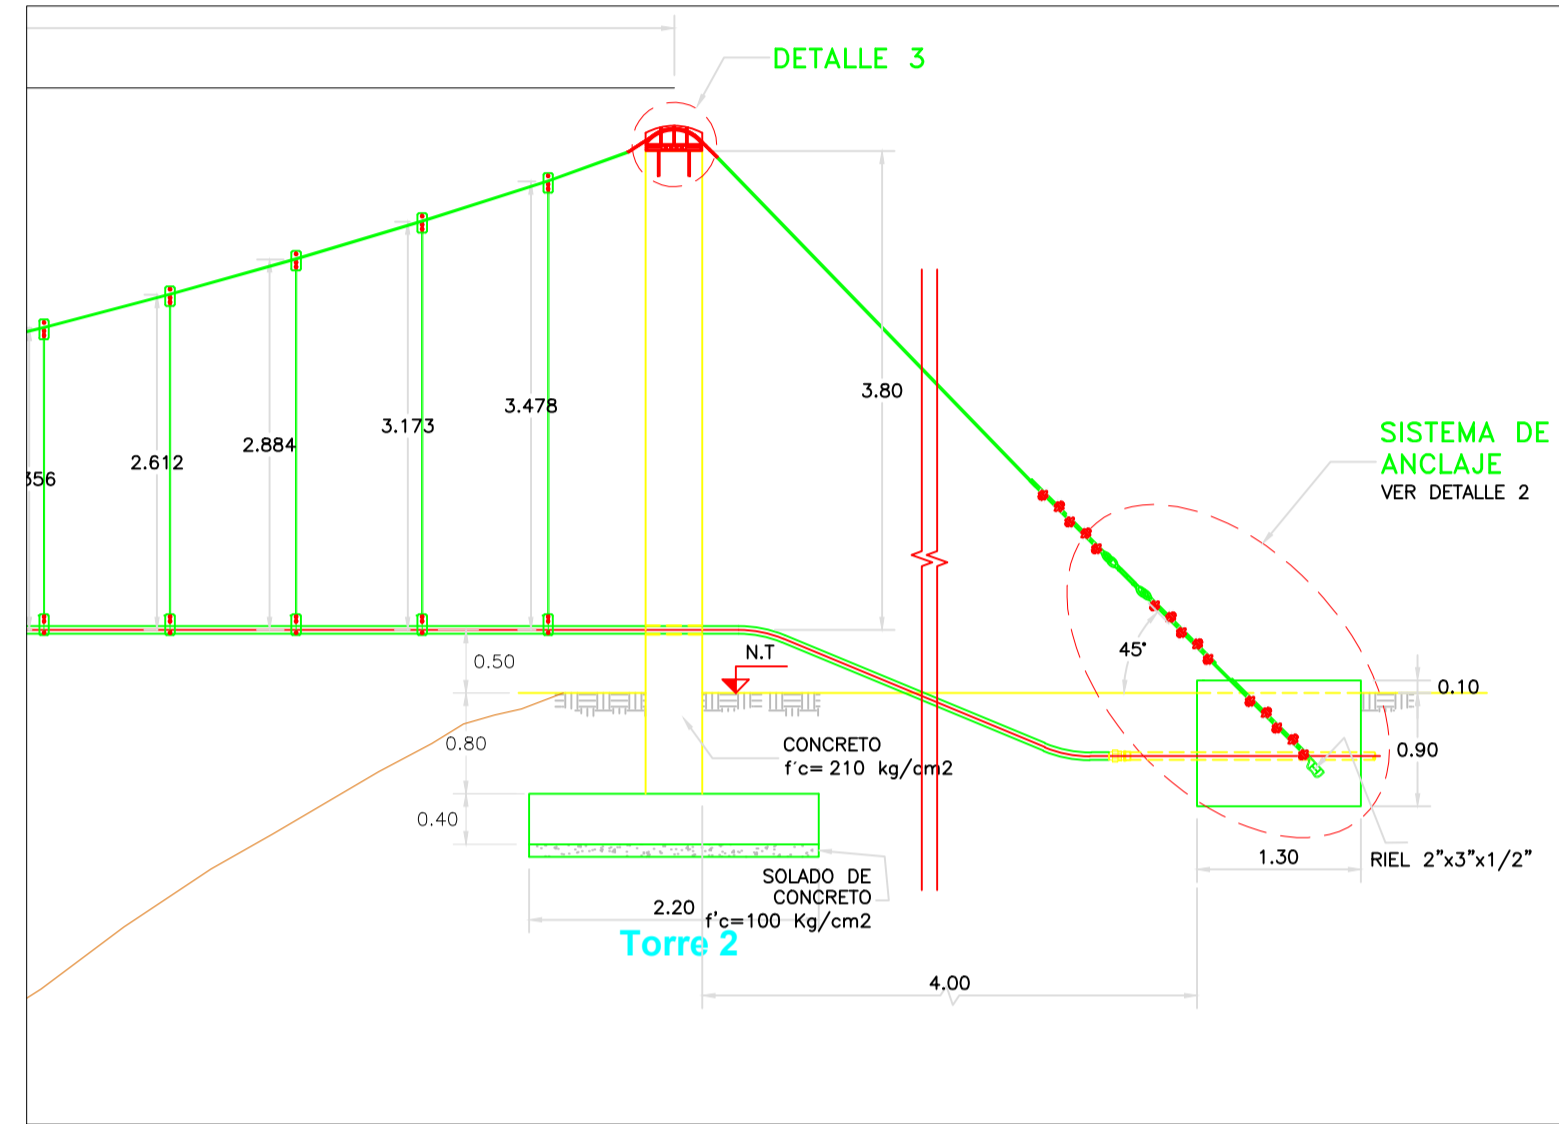 DETALLE 3
3.80
3.478
3.173
2.884
2.612
356
SISTEMA DE
ANCLAJE
VER DETALLE 2
45°
N.T
0.50
0.10
0.80
0.90
CONCRETO
f'c= 210 kg/cm2
0.40
RIEL 2"x3"x1/2"
1.30
SOLADO DE
CONCRETO
f'c=100 Kg/cm2
2.20
Torre 2
4.00